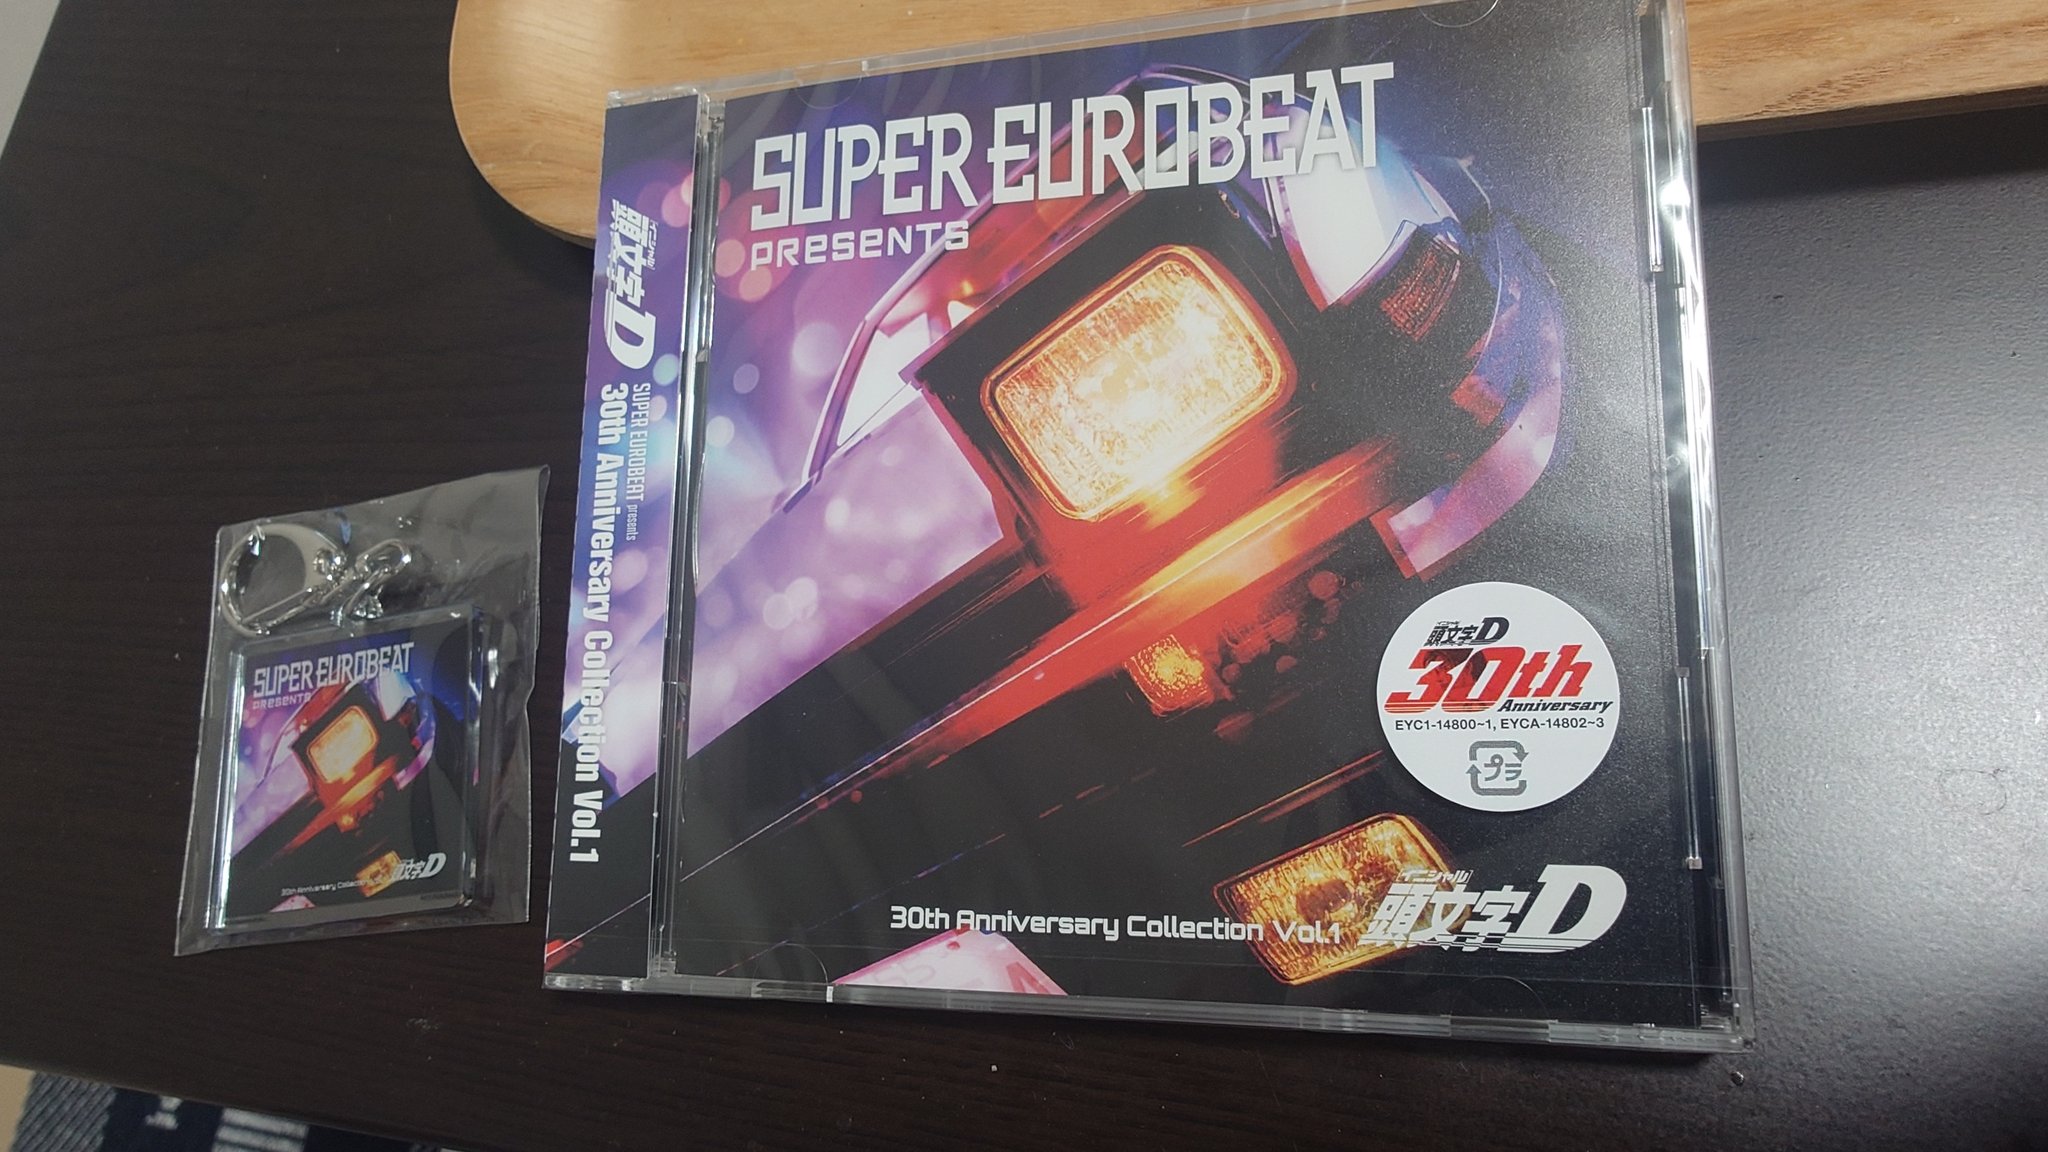 SUPER EUROBEAT
PRESENTS
30th Anniversary Collection Vol.1
[イニシャル]
頭文字D
イニシャル
頭文字D
30th
Anniversary
EYC1-14800~1, EYCA-14802~3
プラ
[イニシャル]
頭文字D
SUPER EUROBEAT presents
30th Anniversary Collection Vol.1
SUPER EUROBEAT
PRESENTS
30th Anniversary Collection
頭文字D